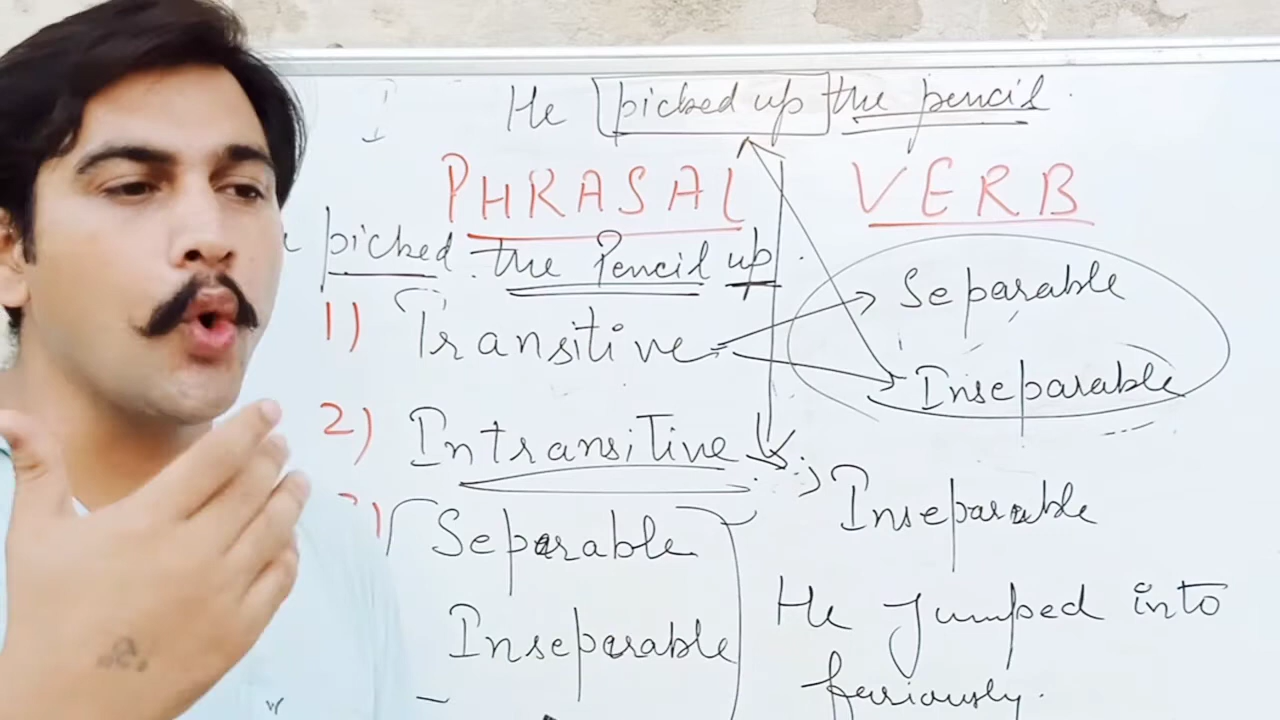 He picked up the pencil.
PHRASAL VERB
picked the Pencil up.
1) Transitive Separable
Inseparable
2) Intransitive ; Inseparable
Separable
Inseparable
He Jumped into
furiously.